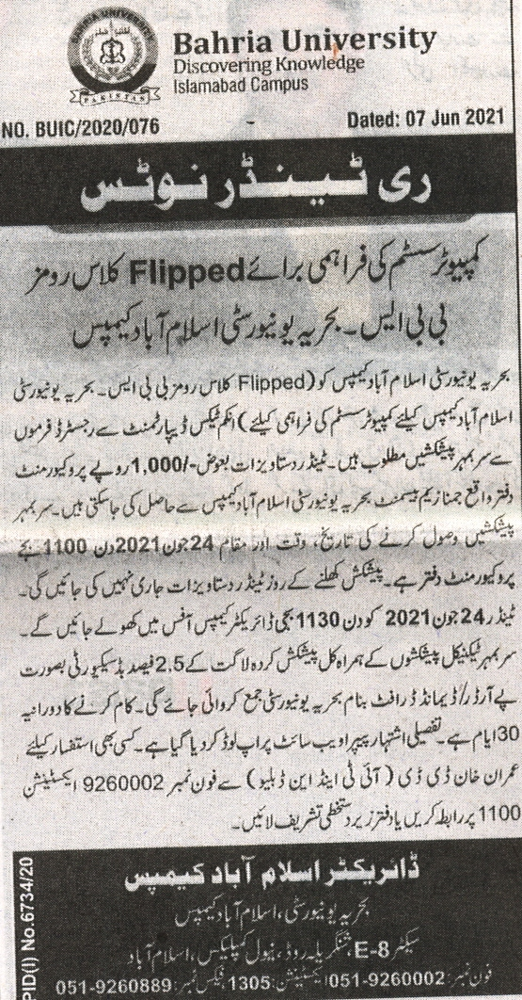 BAHRIA UNIVERSITY
PAKISTAN
Bahria University
Discovering Knowledge
Islamabad Campus
NO. BUIC/2020/076 - Dated: 07 Jun 2021
ری ٹینڈر نوٹس
کمپیوٹر سسٹم کی فراہمی برائے Flipped کلاس رومز
بی بی ایس۔ بحریہ یونیورسٹی اسلام آباد کیمپس
بحریہ یونیورسٹی اسلام آباد کیمپس کو (Flipped کلاس رومز بی بی ایس۔ بحریہ یونیورسٹی
اسلام آباد کیمپس کیلئے کمپیوٹر سسٹم کی فراہمی کیلئے) انکم ٹیکس ڈیپارٹمنٹ سے رجسٹرڈ فرموں
سے سر بمہر پیشکشیں مطلوب ہیں۔ ٹینڈر دستاویزات بعوض -/1,000 روپے پروکیورمنٹ
دفتر واقع جمنازیم بیسمنٹ بحریہ یونیورسٹی اسلام آباد کیمپس سے حاصل کی جاسکتی ہیں۔ سر بمہر
پیشکشیں وصول کرنے کی تاریخ، وقت اور مقام 24 جون 2021 دن 1100 بجے
پروکیورمنٹ دفتر ہے۔ پیشکش کھلنے کے روز ٹینڈر دستاویزات جاری نہیں کی جائیں گی۔
ٹینڈر 24 جون 2021 کو دن 1130 بجے ڈائریکٹر کیمپس آفس میں کھولے جائیں گے۔
سر بمہر ٹیکنیکل پیشکشوں کے ہمراہ کل پیشکش کردہ لاگت کے 2.5 فیصد بڈ سیکیورٹی بصورت
پے آرڈر/ڈیمانڈ ڈرافٹ بنام بحریہ یونیورسٹی جمع کروائی جائے گی۔ کام کرنے کا دورانیہ
30 ایام ہے۔ تفصیلی اشتہار پیپرا ویب سائٹ پر اپ لوڈ کردیا گیا ہے۔ کسی بھی استفسار کیلئے
عمران خان ڈی ڈی (آئی ٹی اینڈ این ڈبلیو) سے فون نمبر 9260002 ایکسٹینشن
1100 پر رابطہ کریں یا دفتر زیر دستخطی تشریف لائیں۔
ڈائریکٹر اسلام آباد کیمپس
بحریہ یونیورسٹی، اسلام آباد کیمپس
سیکٹر E-8، شنگریلا روڈ، نیول کمپلیکس، اسلام آباد
فون نمبر: 051-9260002 ایکسٹینشن: 1305، فیکس نمبر: 051-9260889
PID(I) No.6734/20